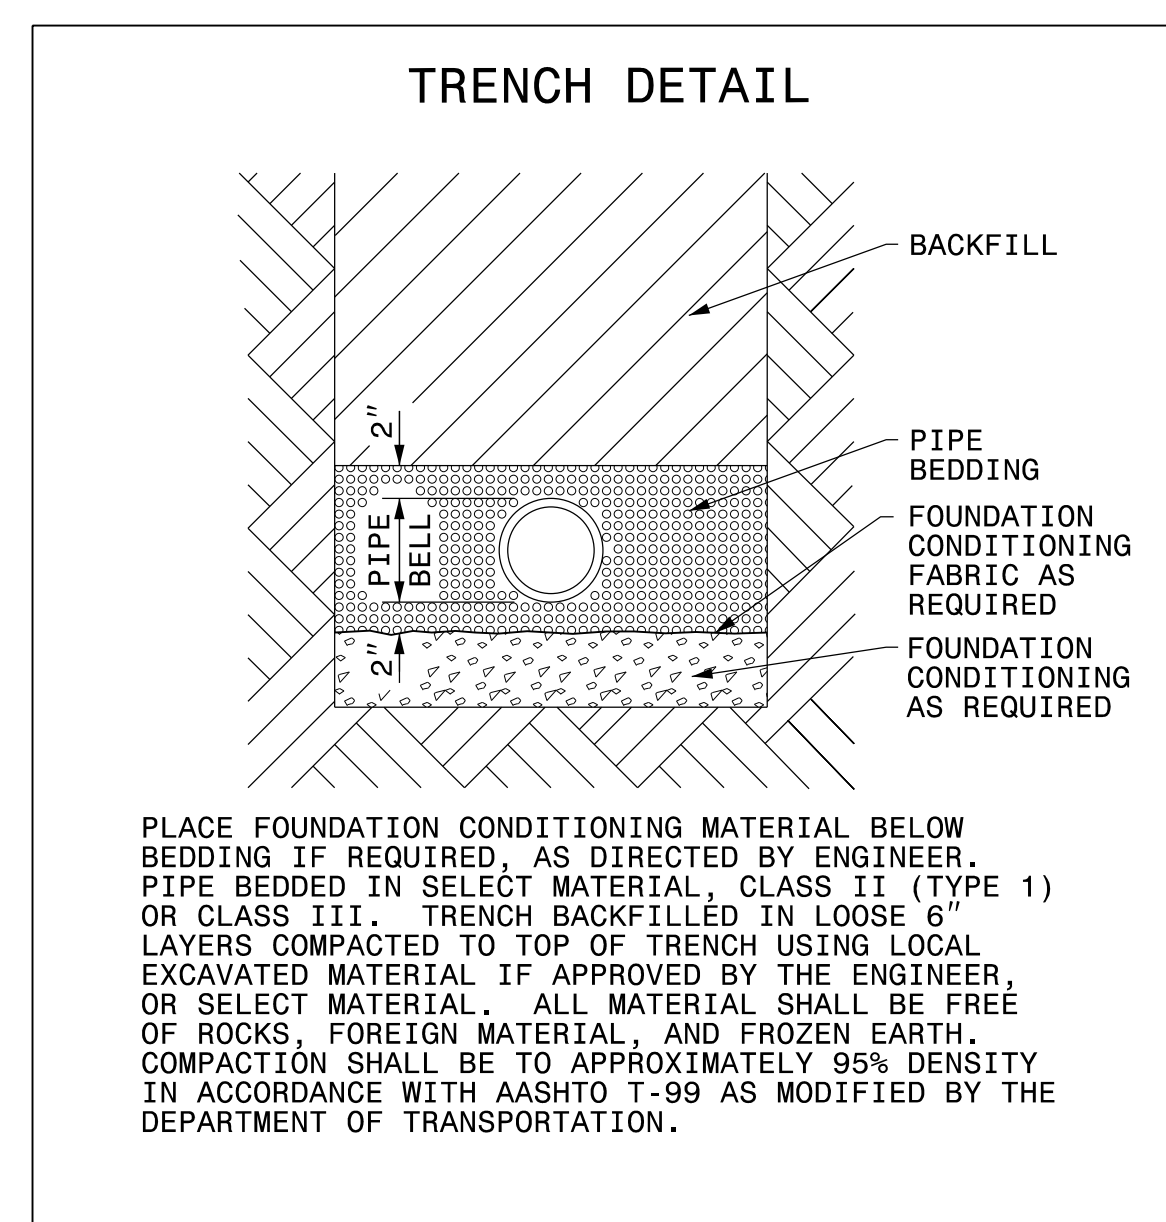 TRENCH DETAIL
BACKFILL
2"
PIPE
BEDDING
PIPE
BELL
FOUNDATION
CONDITIONING
FABRIC AS
REQUIRED
2"
FOUNDATION
CONDITIONING
AS REQUIRED
PLACE FOUNDATION CONDITIONING MATERIAL BELOW
BEDDING IF REQUIRED, AS DIRECTED BY ENGINEER.
PIPE BEDDED IN SELECT MATERIAL, CLASS II (TYPE 1)
OR CLASS III. TRENCH BACKFILLED IN LOOSE 6"
LAYERS COMPACTED TO TOP OF TRENCH USING LOCAL
EXCAVATED MATERIAL IF APPROVED BY THE ENGINEER,
OR SELECT MATERIAL. ALL MATERIAL SHALL BE FREE
OF ROCKS, FOREIGN MATERIAL, AND FROZEN EARTH.
COMPACTION SHALL BE TO APPROXIMATELY 95% DENSITY
IN ACCORDANCE WITH AASHTO T-99 AS MODIFIED BY THE
DEPARTMENT OF TRANSPORTATION.